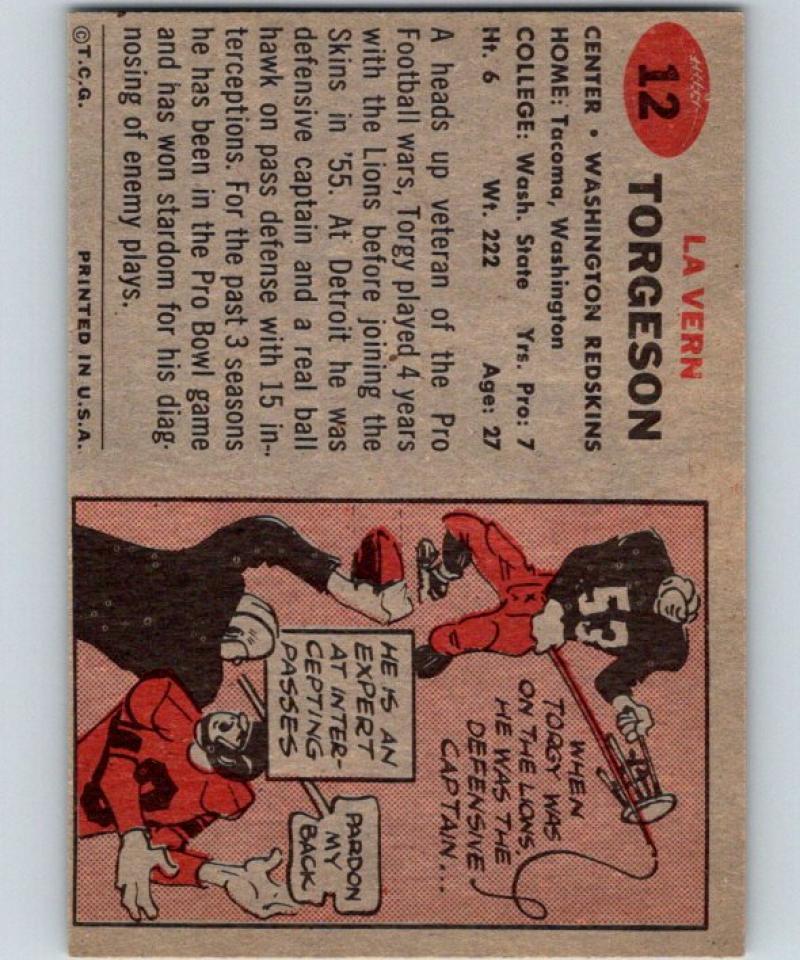 12
LA VERN
TORGESON
CENTER • WASHINGTON REDSKINS
HOME: Tacoma, Washington
COLLEGE: Wash. State Yrs. Pro: 7
Ht. 6 Wt. 222 Age: 27
A heads up veteran of the Pro
Football wars, Torgy played 4 years
with the Lions before joining the
Skins in '55. At Detroit he was
defensive captain and a real ball
hawk on pass defense with 15 in-
terceptions. For the past 3 seasons
he has been in the Pro Bowl game
and has won stardom for his diag-
nosing of enemy plays.
©T.C.G. PRINTED IN U.S.A.
53
WHEN
TORGY WAS
ON THE LIONS,
HE WAS THE
DEFENSIVE
CAPTAIN...
HE IS AN
EXPERT
AT INTER-
CEPTING
PASSES
PARDON
MY
BACK